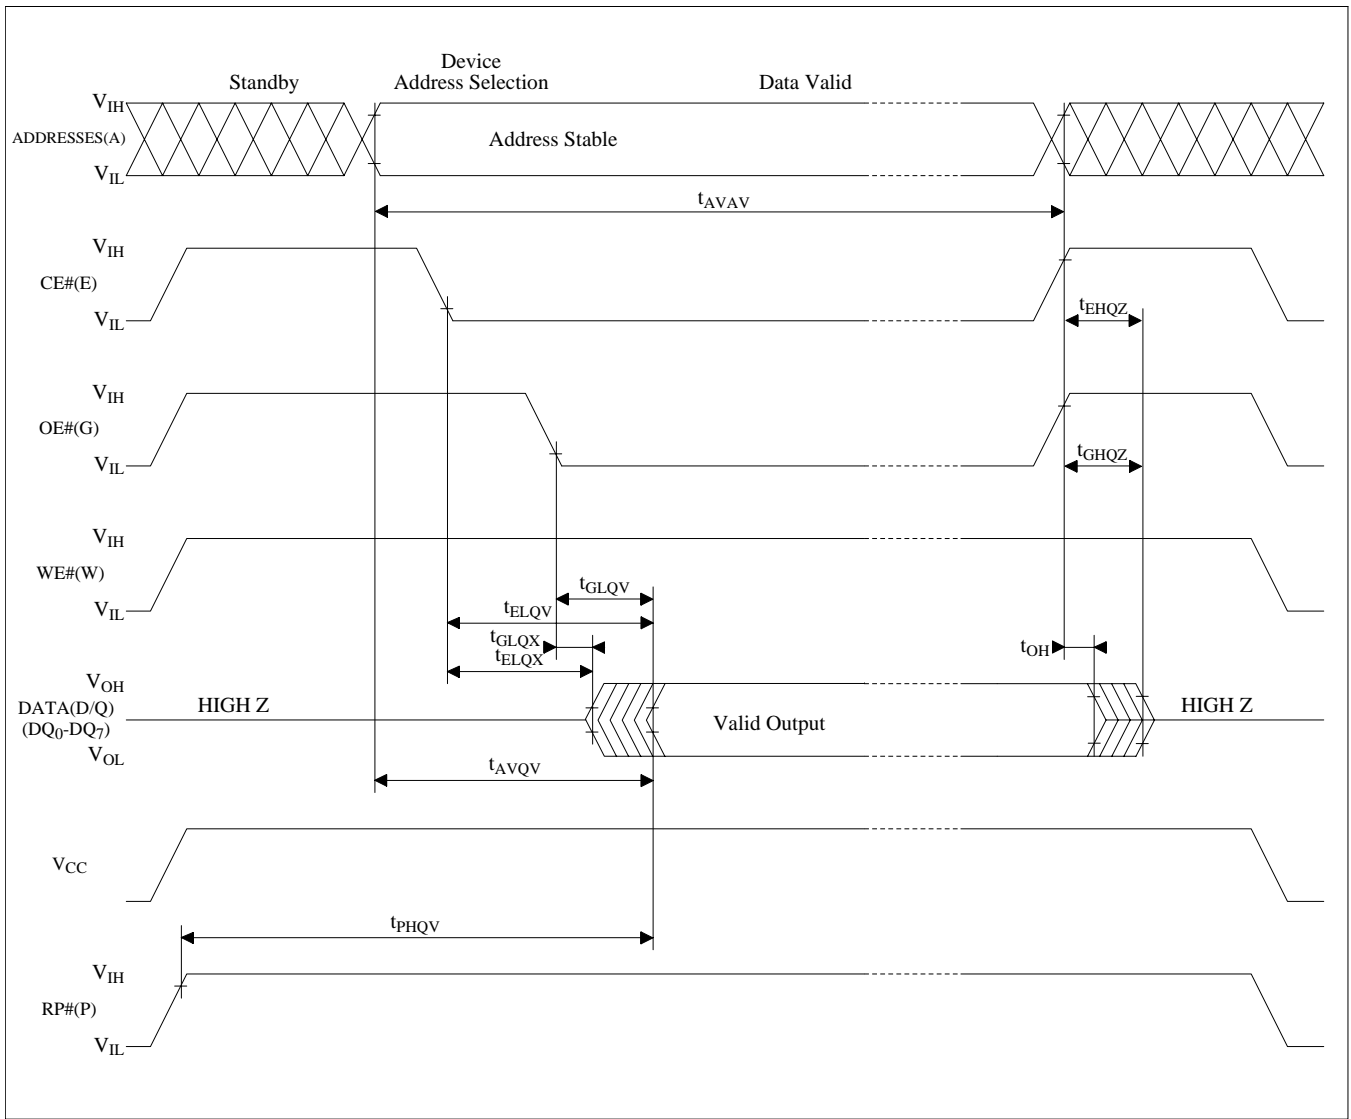 Device
Standby Address Selection Data Valid
VIH
ADDRESSES(A) Address Stable
VIL
tAVAV
VIH
CE#(E)
VIL tEHQZ
VIH
OE#(G)
VIL tGHQZ
VIH
WE#(W)
VIL tGLQV
tELQV
tGLQX tOH
tELQX
VOH
DATA(D/Q) HIGH Z Valid Output HIGH Z
(DQ0-DQ7)
VOL
tAVQV
VCC
tPHQV
VIH
RP#(P)
VIL